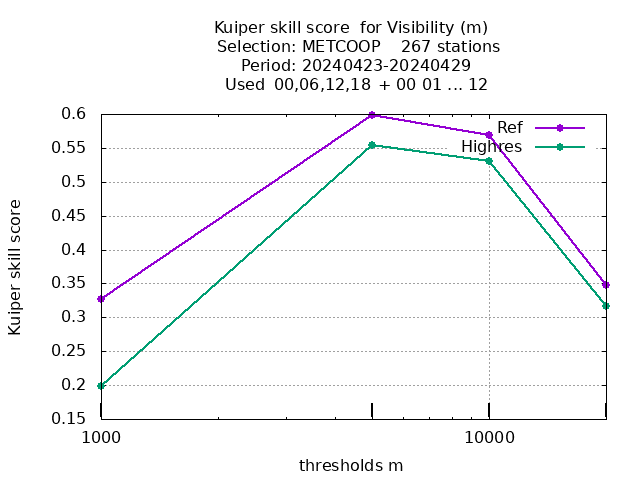 Kuiper skill score  for Visibility (m)
Selection: METCOOP    267 stations
Period: 20240423-20240429
Used  00,06,12,18  + 00 01 ... 12
0.6
Ref
0.55
Highres
0.5
0.45
0.4
0.35
0.3
0.25
0.2
0.15
Kuiper skill score
1000
10000
thresholds m